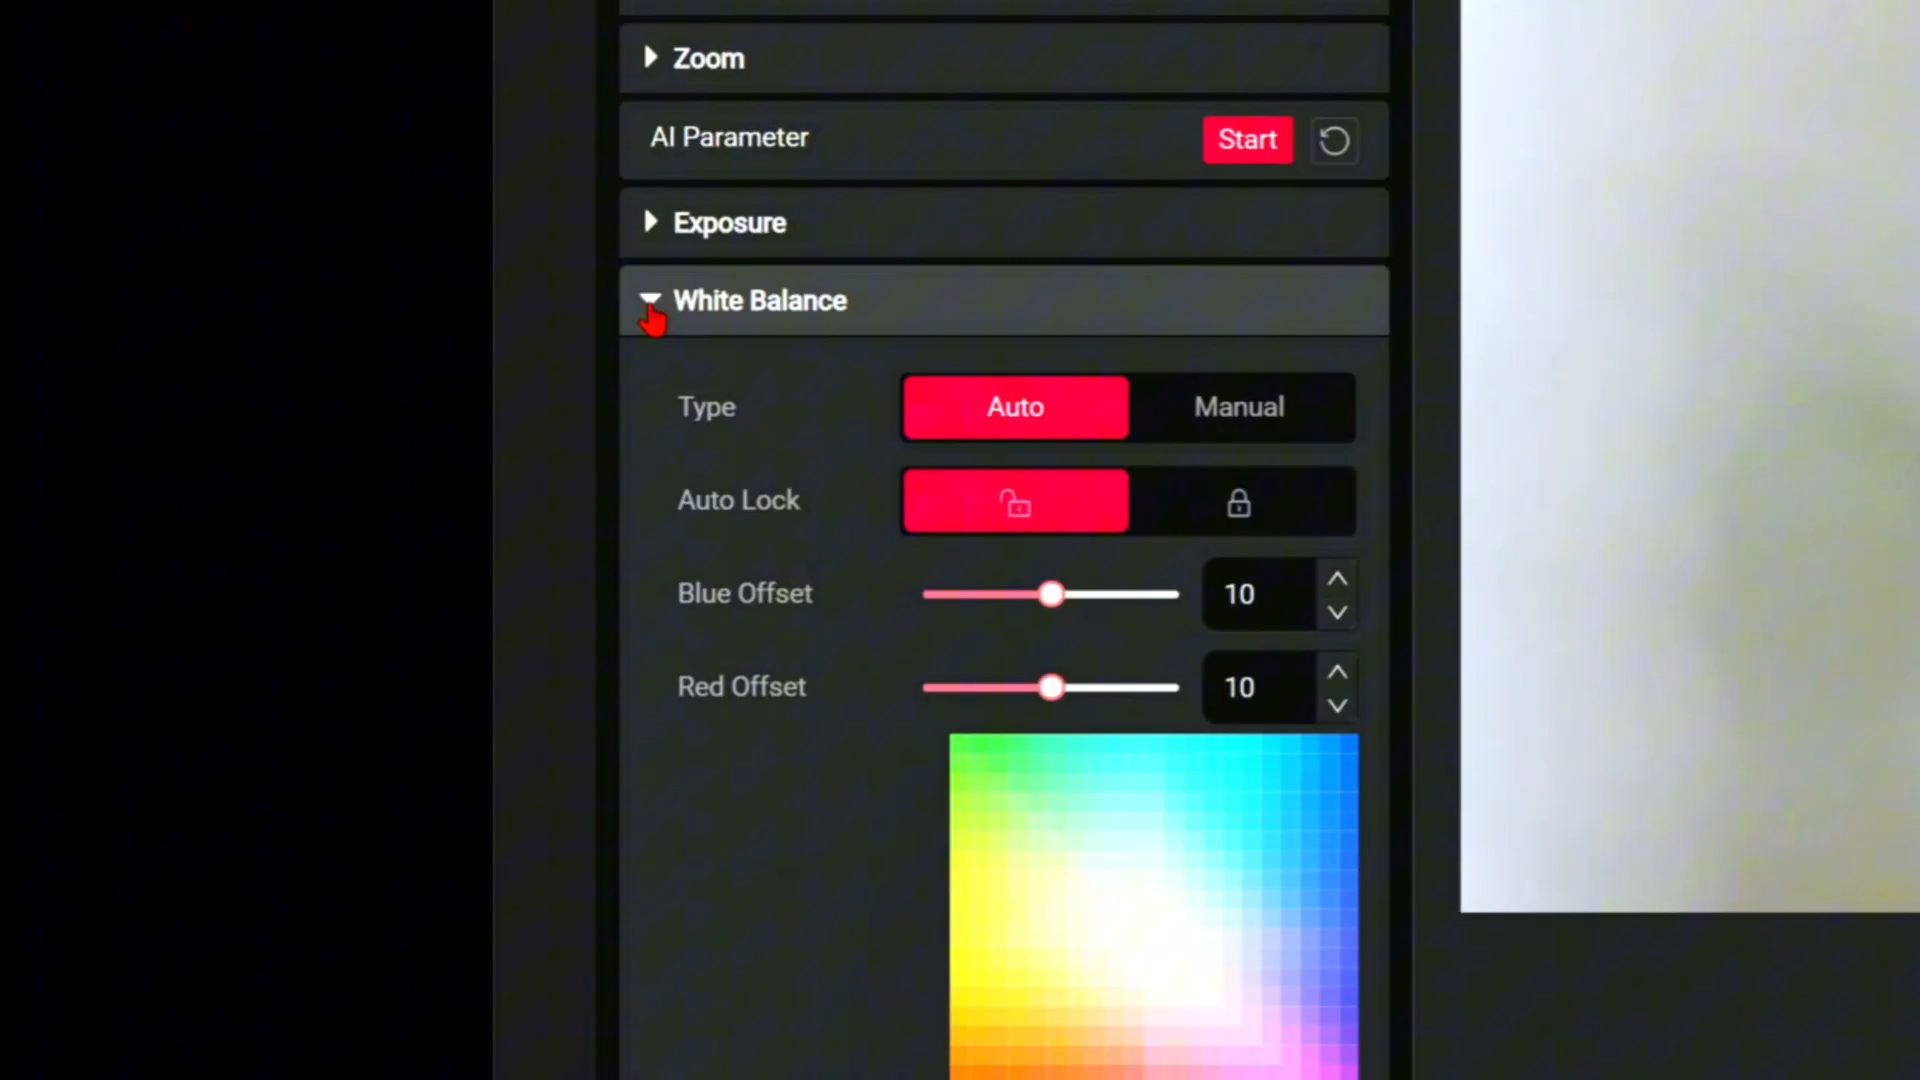 Zoom
AI Parameter Start
Exposure
White Balance
Type Auto Manual
Auto Lock
Blue Offset 10
Red Offset 10